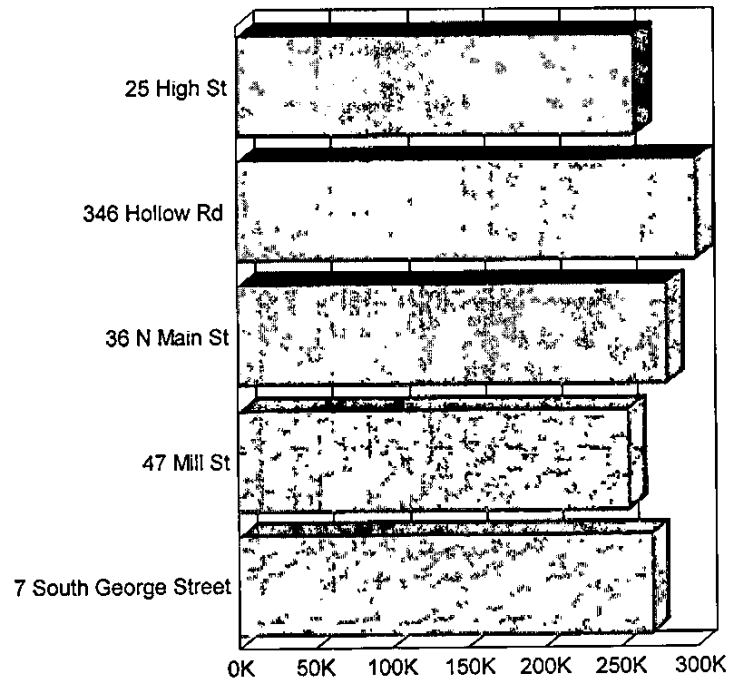 25 High St
346 Hollow Rd
36 N Main St
47 Mill St
7 South George Street
0K 50K 100K 150K 200K 250K 300K